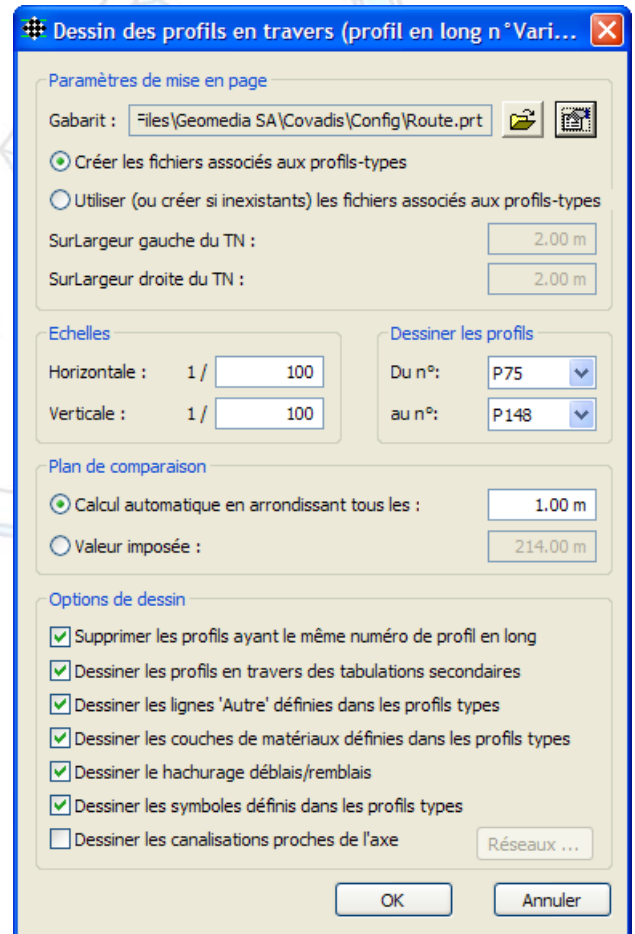 Dessin des profils en travers (profil en long n°Vari...
Paramètres de mise en page
Gabarit : Files\Geomedia SA\Covadis\Config\Route.prt
Créer les fichiers associés aux profils-types
Utiliser (ou créer si inexistants) les fichiers associés aux profils-types
SurLargeur gauche du TN : 2.00 m
SurLargeur droite du TN : 2.00 m
Echelles
Horizontale : 1 / 100
Verticale : 1 / 100
Dessiner les profils
Du n°: P75
au n°: P148
Plan de comparaison
Calcul automatique en arrondissant tous les : 1.00 m
Valeur imposée : 214.00 m
Options de dessin
Supprimer les profils ayant le même numéro de profil en long
Dessiner les profils en travers des tabulations secondaires
Dessiner les lignes 'Autre' définies dans les profils types
Dessiner les couches de matériaux définies dans les profils types
Dessiner le hachurage déblais/remblais
Dessiner les symboles définis dans les profils types
Dessiner les canalisations proches de l'axe Réseaux ...
OK Annuler